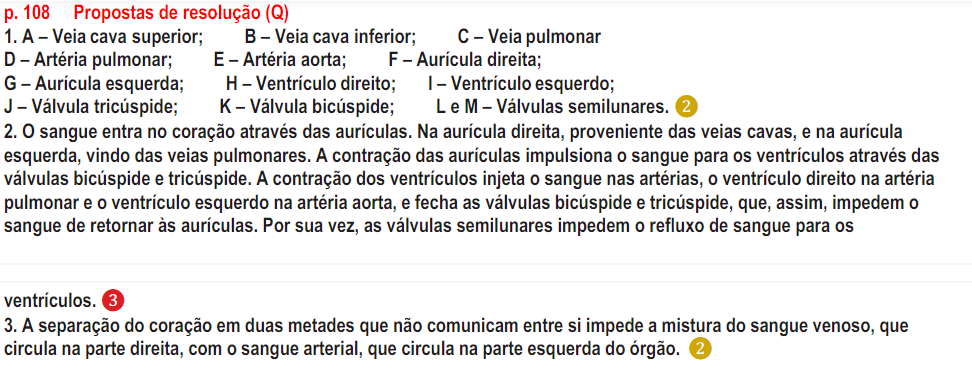 p. 108 Propostas de resolução (Q)
1. A – Veia cava superior; B – Veia cava inferior; C – Veia pulmonar
D – Artéria pulmonar; E – Artéria aorta; F – Aurícula direita;
G – Aurícula esquerda; H – Ventrículo direito; I – Ventrículo esquerdo;
J – Válvula tricúspide; K – Válvula bicúspide; L e M – Válvulas semilunares. 2
2. O sangue entra no coração através das aurículas. Na aurícula direita, proveniente das veias cavas, e na aurícula
esquerda, vindo das veias pulmonares. A contração das aurículas impulsiona o sangue para os ventrículos através das
válvulas bicúspide e tricúspide. A contração dos ventrículos injeta o sangue nas artérias, o ventrículo direito na artéria
pulmonar e o ventrículo esquerdo na artéria aorta, e fecha as válvulas bicúspide e tricúspide, que, assim, impedem o
sangue de retornar às aurículas. Por sua vez, as válvulas semilunares impedem o refluxo de sangue para os
ventrículos. 3
3. A separação do coração em duas metades que não comunicam entre si impede a mistura do sangue venoso, que
circula na parte direita, com o sangue arterial, que circula na parte esquerda do órgão. 2